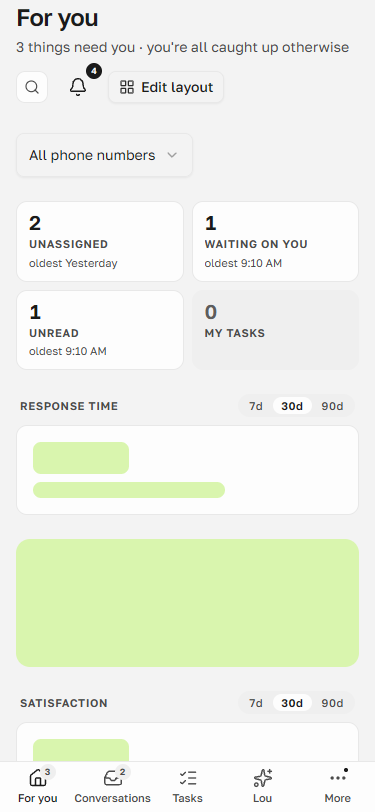 For you
3 things need you · you're all caught up otherwise
4
Edit layout
All phone numbers
2
UNASSIGNED
oldest Yesterday
1
WAITING ON YOU
oldest 9:10 AM
1
UNREAD
oldest 9:10 AM
0
MY TASKS
RESPONSE TIME
7d 30d 90d
SATISFACTION
7d 30d 90d
3
For you
2
Conversations
Tasks
Lou
More